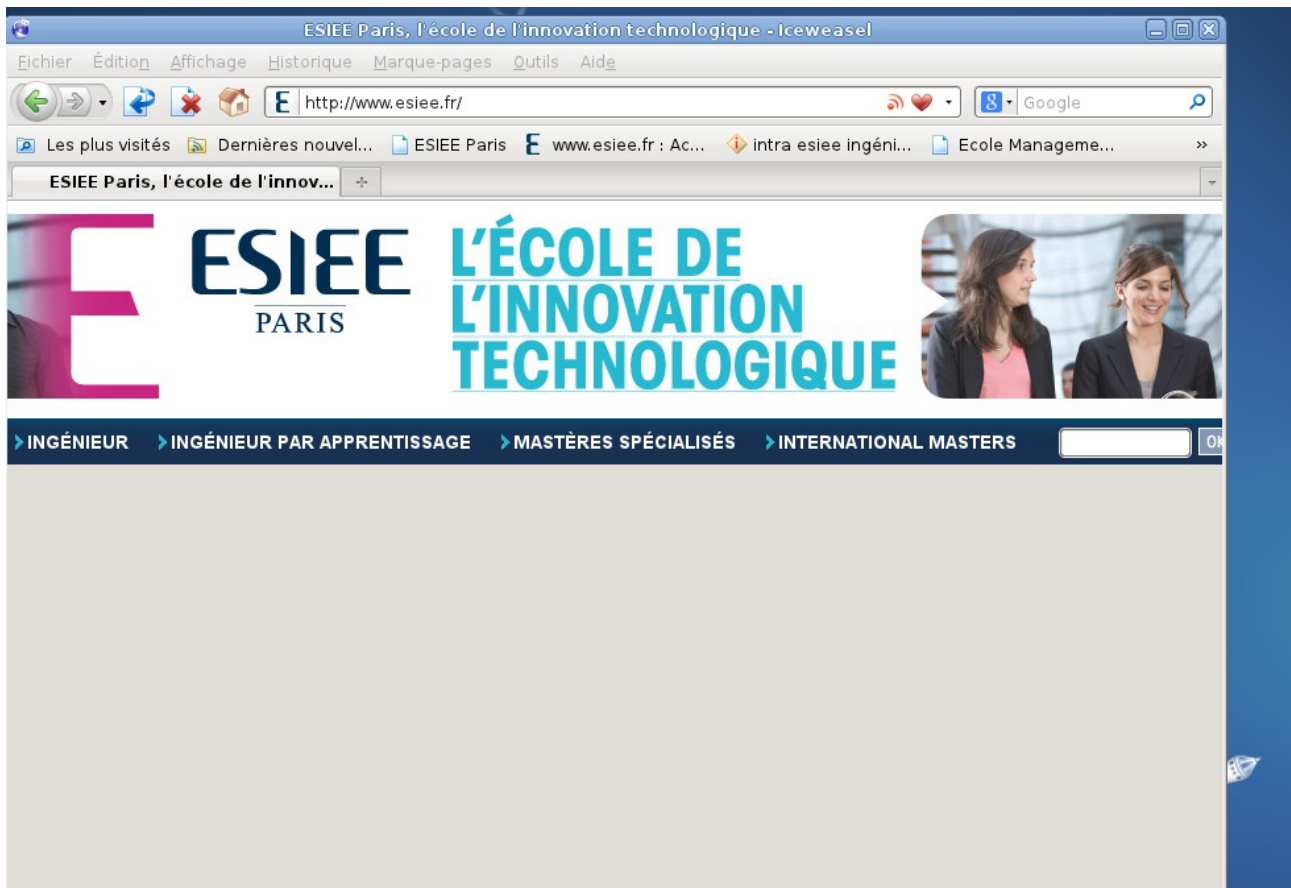 ESIEE Paris, l'école de l'innovation technologique - Iceweasel
Fichier Édition Affichage Historique Marque-pages Outils Aide
E http://www.esiee.fr/ 8 Google
Les plus visités Dernières nouvel... ESIEE Paris E www.esiee.fr : Ac... intra esiee ingéni... Ecole Manageme... »
ESIEE Paris, l'école de l'innov... +
E ESIEE
PARIS
L'ÉCOLE DE
L'INNOVATION
TECHNOLOGIQUE
INGÉNIEUR INGÉNIEUR PAR APPRENTISSAGE MASTÈRES SPÉCIALISÉS INTERNATIONAL MASTERS OK